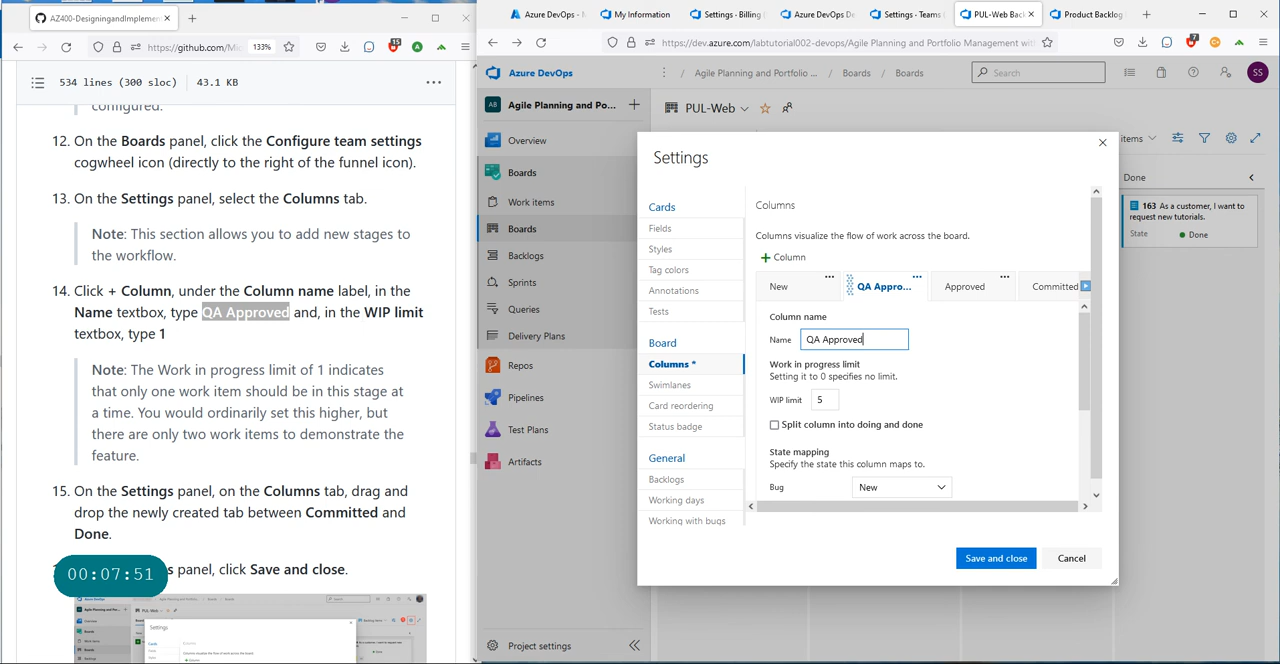 AZ400-DesigningandImplemen
https://github.com/Mic
133%
15
534 lines (300 sloc)
43.1 KB
configured.
12. On the Boards panel, click the Configure team settings
cogwheel icon (directly to the right of the funnel icon).
13. On the Settings panel, select the Columns tab.
Note: This section allows you to add new stages to
the workflow.
14. Click + Column, under the Column name label, in the
Name textbox, type QA Approved and, in the WIP limit
textbox, type 1
Note: The Work in progress limit of 1 indicates
that only one work item should be in this stage at
a time. You would ordinarily set this higher, but
there are only two work items to demonstrate the
feature.
15. On the Settings panel, on the Columns tab, drag and
drop the newly created tab between Committed and
Done.
00:07:51
s panel, click Save and close.
Azure DevOps -
My Information
Settings - Billing
Azure DevOps De
Settings - Teams
PUL-Web Back
Product Backlog
https://dev.azure.com/labtutorial002-devops/Agile Planning and Portfolio Management with
7
Azure DevOps
/ Agile Planning and Portfolio ... / Boards / Boards
Search
SS
AB
Agile Planning and Po...
Overview
Boards
Work items
Boards
Backlogs
Sprints
Queries
Delivery Plans
Repos
Pipelines
Test Plans
Artifacts
Project settings
PUL-Web
items
Done
163 As a customer, I want to
request new tutorials.
State
Done
Settings
Cards
Fields
Styles
Tag colors
Annotations
Tests
Board
Columns *
Swimlanes
Card reordering
Status badge
General
Backlogs
Working days
Working with bugs
Columns
Columns visualize the flow of work across the board.
+ Column
New
QA Appro...
Approved
Committed
Column name
Name
QA Approved
Work in progress limit
Setting it to 0 specifies no limit.
WIP limit
5
Split column into doing and done
State mapping
Specify the state this column maps to.
Bug
New
Save and close
Cancel